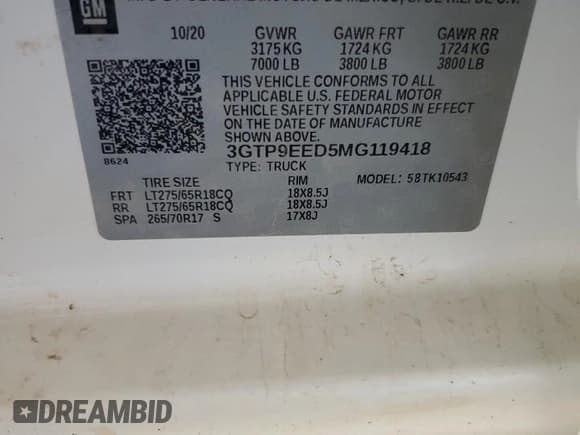 GM
10/20 GVWR GAWR FRT GAWR RR
3175 KG 1724 KG 1724 KG
7000 LB 3800 LB 3800 LB
THIS VEHICLE CONFORMS TO ALL
APPLICABLE U.S. FEDERAL MOTOR
VEHICLE SAFETY STANDARDS IN EFFECT
ON THE DATE OF MANUFACTURE
SHOWN ABOVE.
8624
3GTP9EED5MG119418
TYPE: TRUCK
MODEL: 58TK10543
TIRE SIZE RIM
FRT LT275/65R18CQ 18X8.5J
RR LT275/65R18CQ 18X8.5J
SPA 265/70R17 S 17X8J
DREAMBID